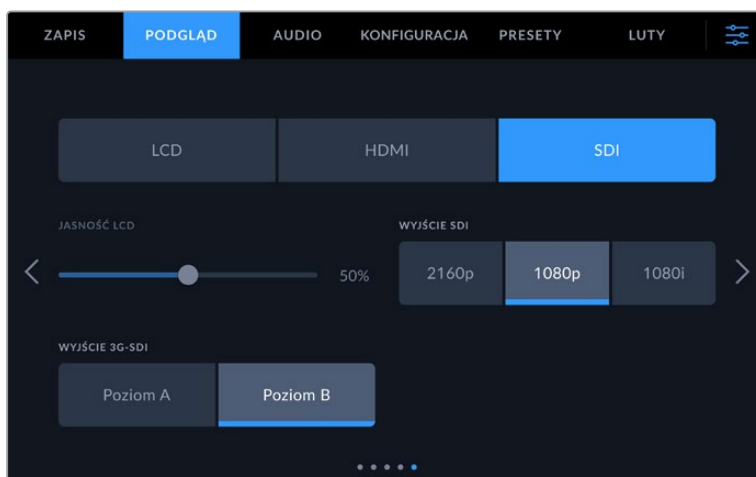 ZAPIS PODGLĄD AUDIO KONFIGURACJA PRESETY LUTY
LCD HDMI SDI
JASNOŚĆ LCD WYJŚCIE SDI
50% 2160p 1080p 1080i
WYJŚCIE 3G-SDI
Poziom A Poziom B